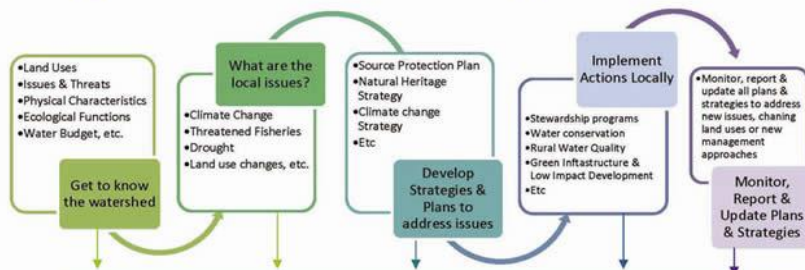 •Land Uses
•Issues & Threats
•Physical Characteristics
•Ecological Functions
•Water Budget, etc.
Get to know
the watershed
What are the
local issues?
•Climate Change
•Threatened Fisheries
•Drought
•Land use changes, etc.
•Source Protection Plan
•Natural Heritage
Strategy
•Climate change
Strategy
•Etc
Develop
Strategies &
Plans to
address issues
Implement
Actions Locally
•Stewardship programs
•Water conservation
•Rural Water Quality
•Green Inftastructure &
Low Impact Development
•Etc
•Monitor, report &
update all plans &
strategies to address
new issues, chaning
land uses or new
management
approaches
Monitor,
Report &
Update Plans
& Strategies